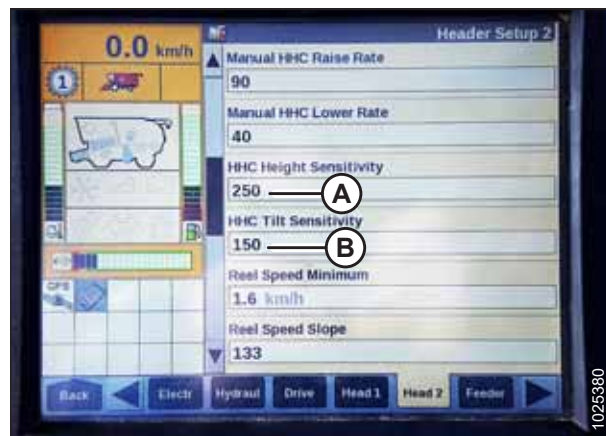 0.0 km/h
Header Setup 2
1
Manual HHC Raise Rate
90
Manual HHC Lower Rate
40
HHC Height Sensitivity
250
A
HHC Tilt Sensitivity
150
B
Reel Speed Minimum
1.6 km/h
Reel Speed Slope
133
GPS
Back
Electr
Hydraul
Drive
Head 1
Head 2
Feeder
1025380